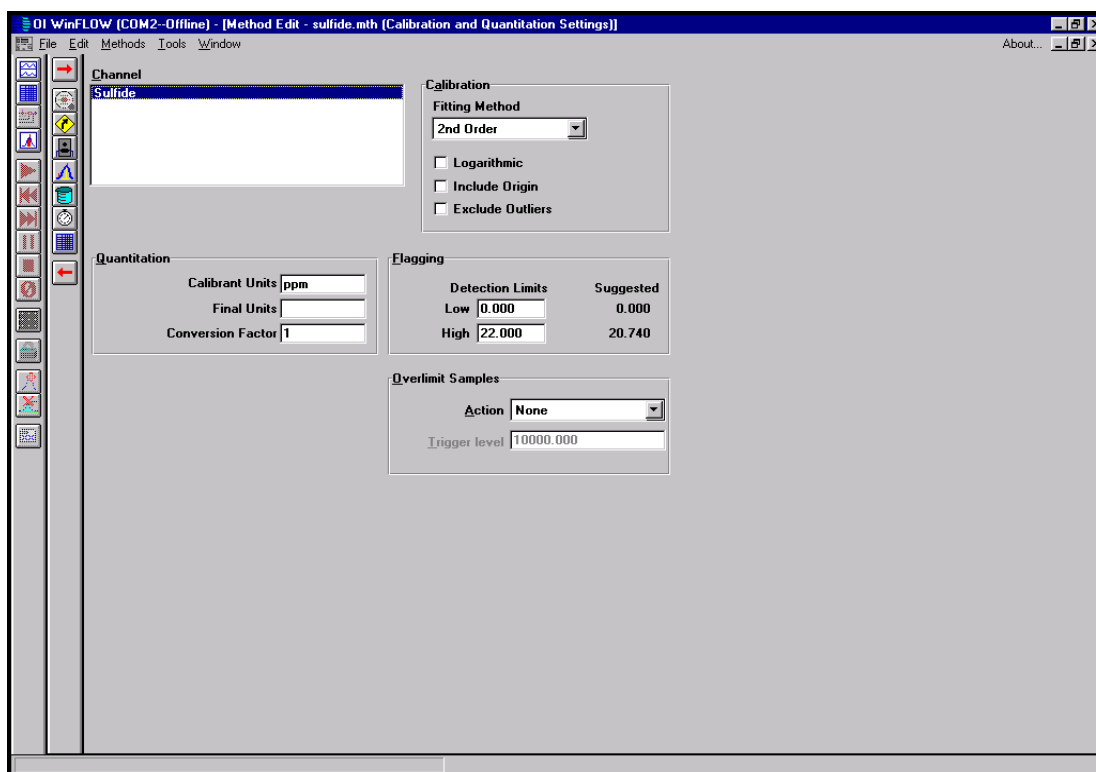 OI WinFLOW (COM2--Offline) - [Method Edit - sulfide.mth (Calibration and Quantitation Settings)]
File Edit Methods Tools Window About...
Channel
Sulfide
Calibration
Fitting Method
2nd Order
Logarithmic
Include Origin
Exclude Outliers
Quantitation
Calibrant Units ppm
Final Units
Conversion Factor 1
Flagging
Detection Limits Suggested
Low 0.000 0.000
High 22.000 20.740
Overlimit Samples
Action None
Trigger level 10000.000